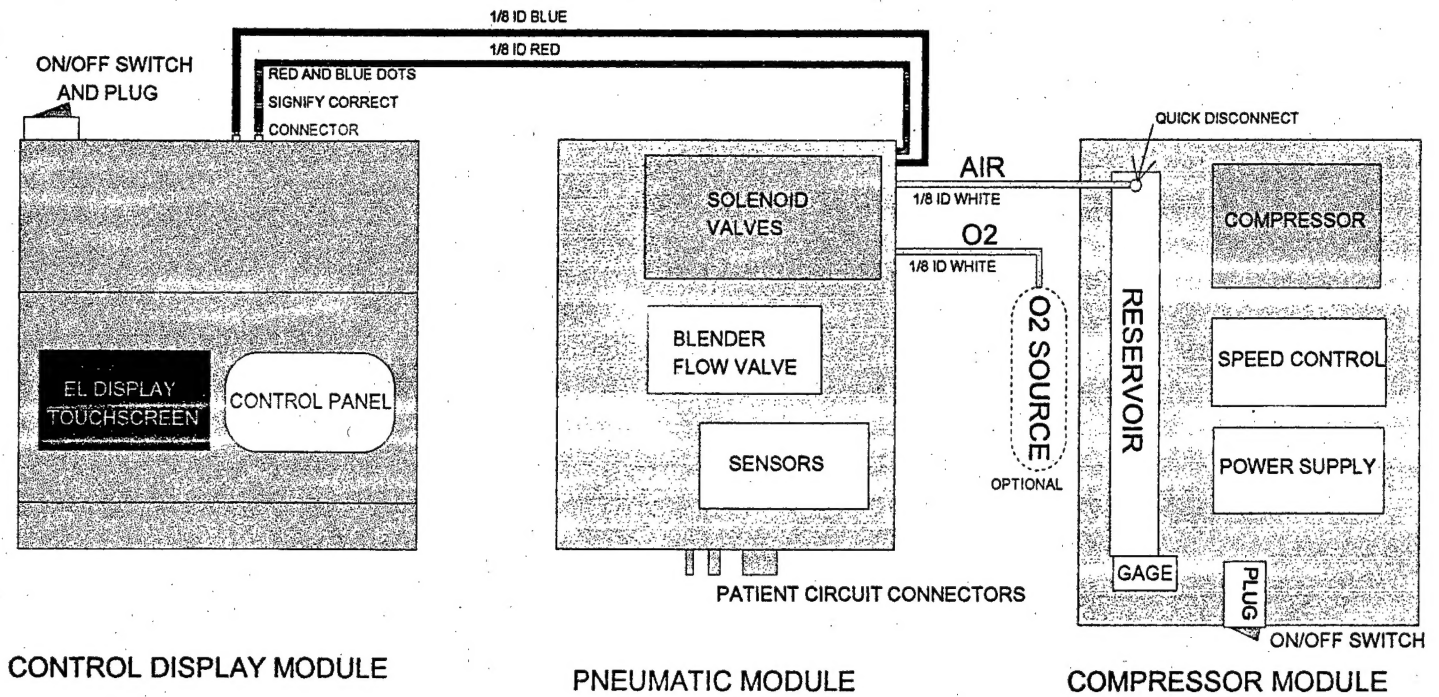 1/8 ID BLUE
1/8 ID RED
ON/OFF SWITCH
AND PLUG
RED AND BLUE DOTS
SIGNIFY CORRECT
CONNECTOR
QUICK DISCONNECT
AIR
1/8 ID WHITE
O2
1/8 ID WHITE
SOLENOID
VALVES
COMPRESSOR
BLENDER
FLOW VALVE
O2 SOURCE
OPTIONAL
RESERVOIR
SPEED CONTROL
EL DISPLAY
TOUCHSCREEN
CONTROL PANEL
SENSORS
POWER SUPPLY
GAGE
PLUG
PATIENT CIRCUIT CONNECTORS
ON/OFF SWITCH
CONTROL DISPLAY MODULE
PNEUMATIC MODULE
COMPRESSOR MODULE